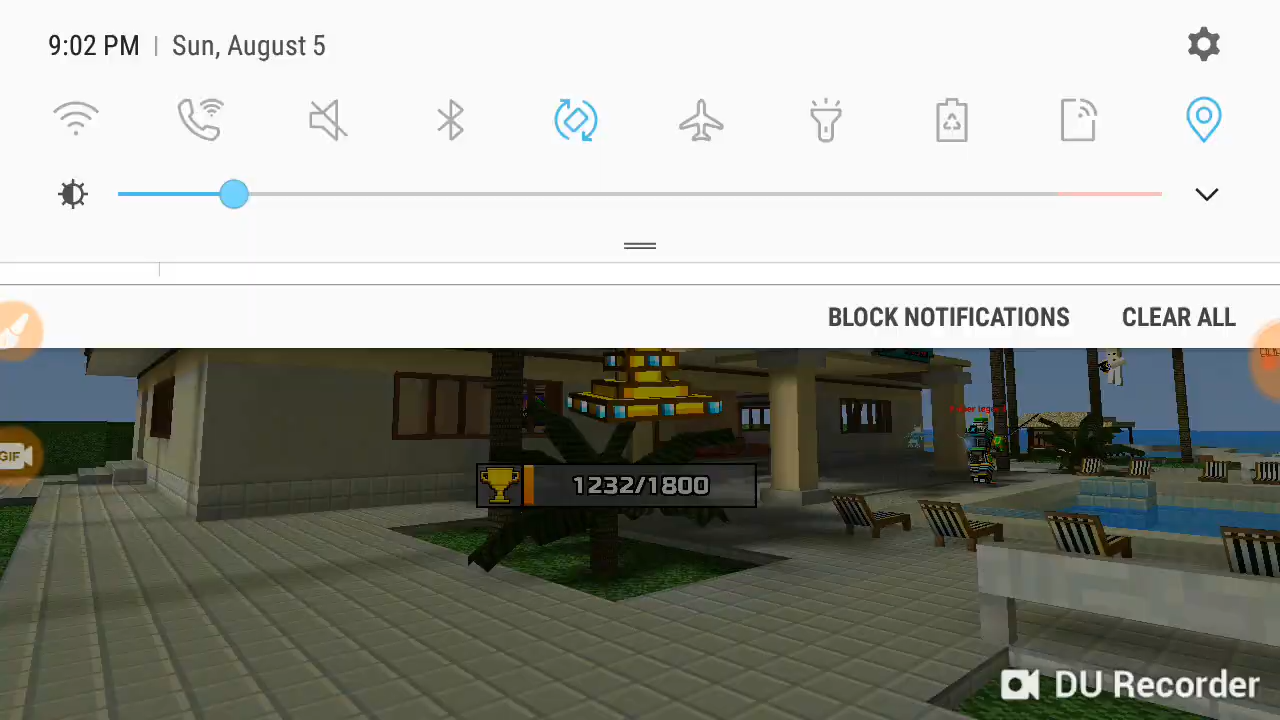 9:02 PM | Sun, August 5
BLOCK NOTIFICATIONS CLEAR ALL
GIF
1232/1800
DU Recorder